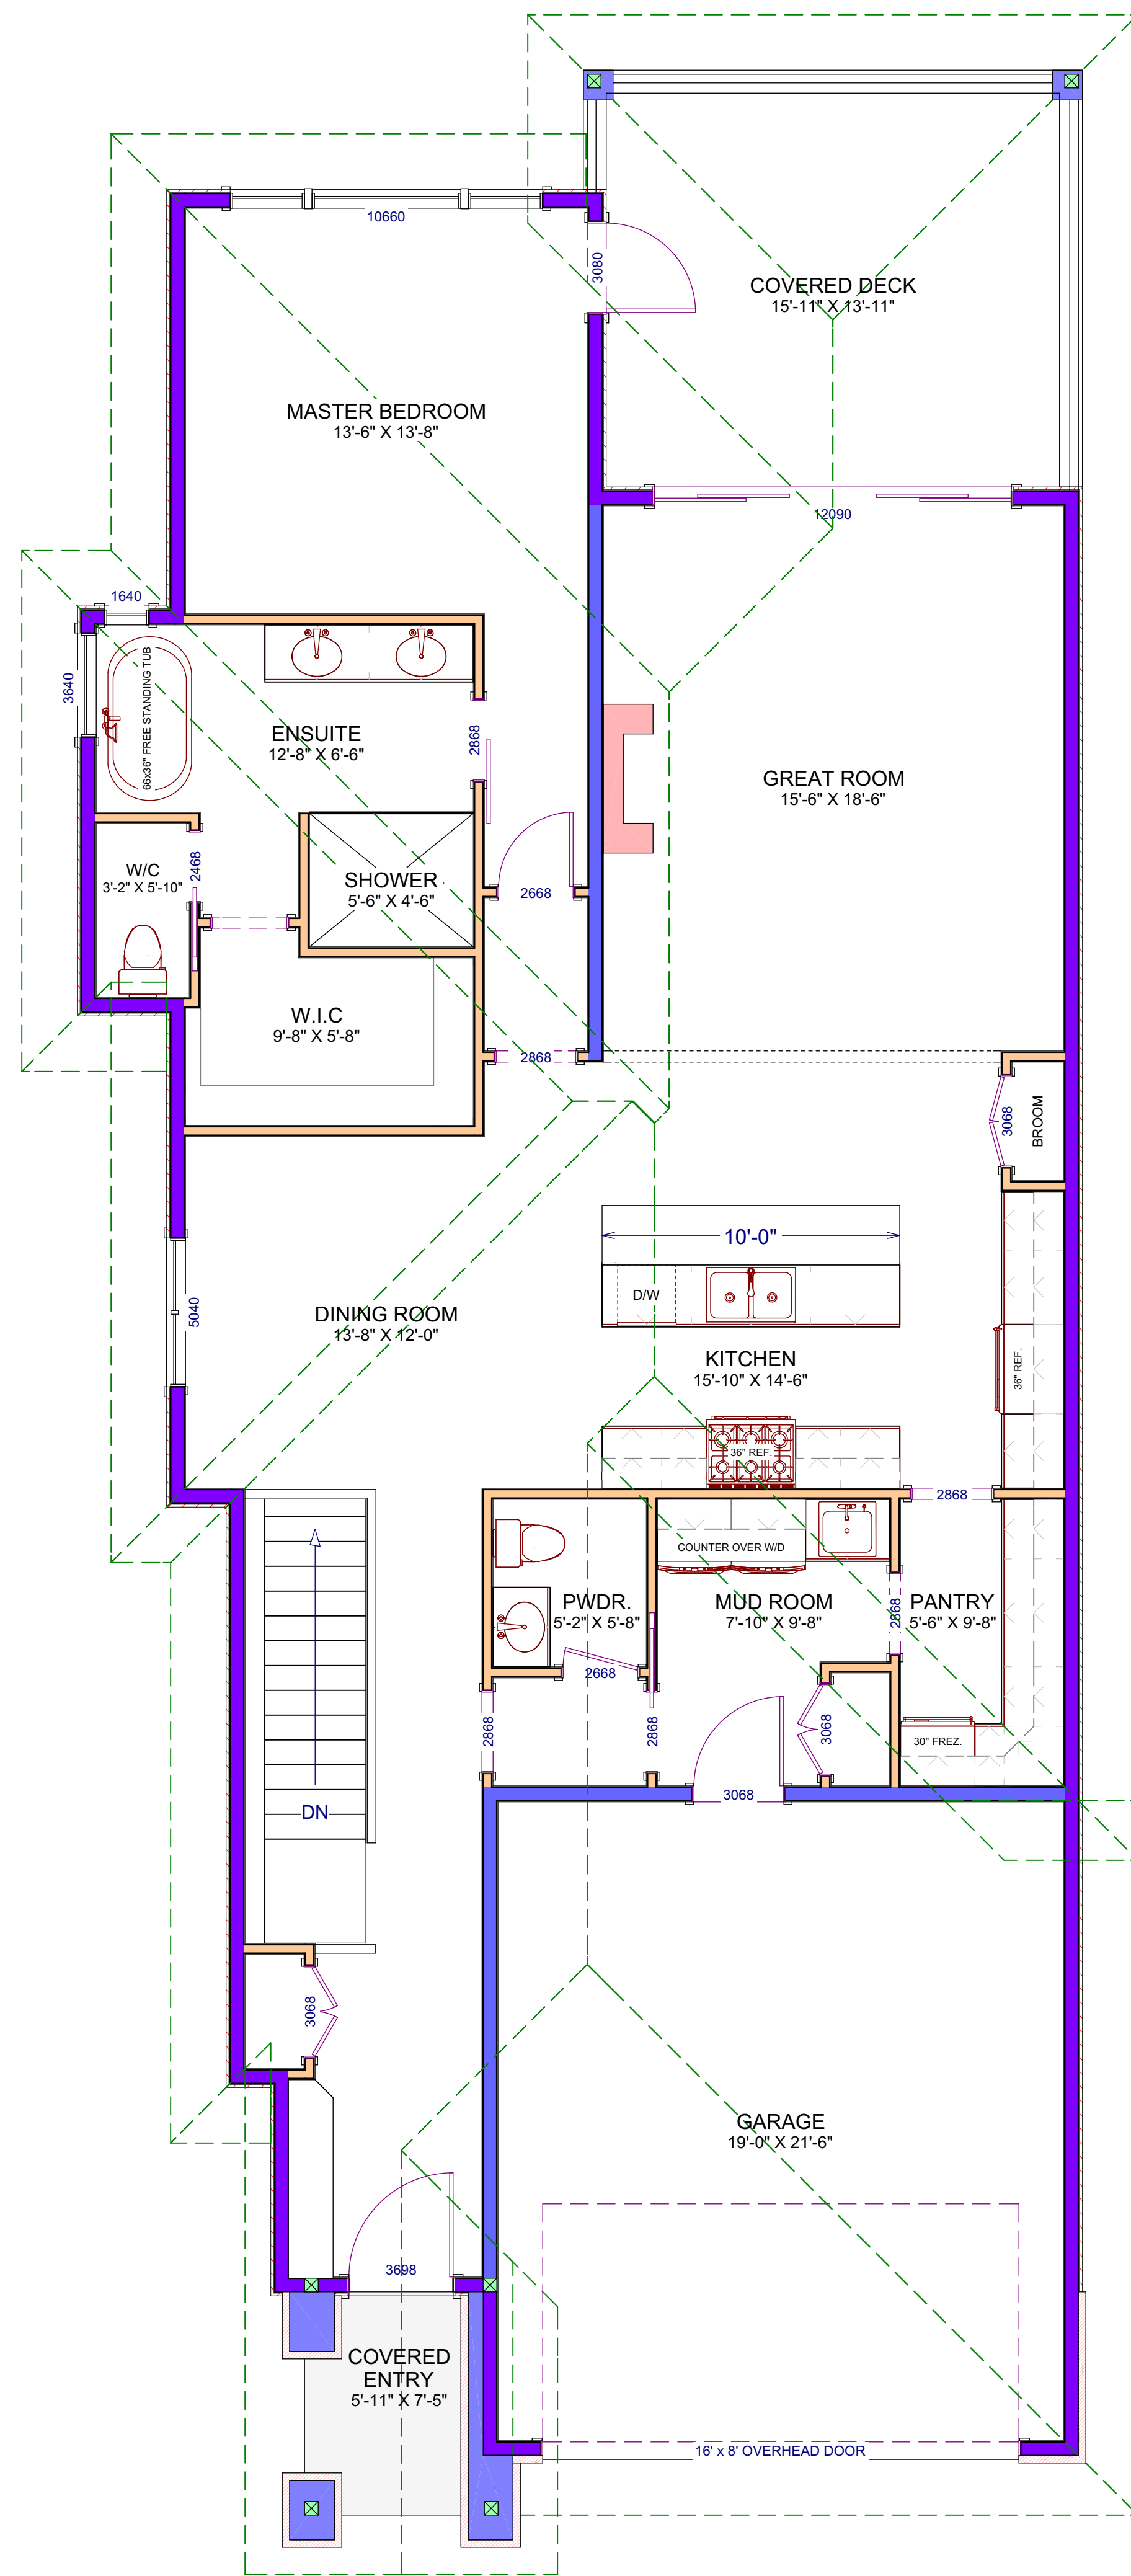 10660
3080
COVERED DECK
15'-11" X 13'-11"
MASTER BEDROOM
13'-6" X 13'-8"
12090
1640
3640
66x36" FREE STANDING TUB
ENSUITE
12'-8" X 6'-6"
2868
GREAT ROOM
15'-6" X 18'-6"
W/C
3'-2" X 5'-10"
2468
SHOWER
5'-6" X 4'-6"
2668
W.I.C
9'-8" X 5'-8"
2868
3068
BROOM
10'-0"
D/W
5040
DINING ROOM
13'-8" X 12'-0"
KITCHEN
15'-10" X 14'-6"
36" REF.
36" REF.
2868
COUNTER OVER W/D
PWDR.
5'-2" X 5'-8"
MUD ROOM
7'-10" X 9'-8"
2868
PANTRY
5'-6" X 9'-8"
2668
2868
2868
3068
30" FREZ.
3068
DN
3068
GARAGE
19'-0" X 21'-6"
3698
COVERED
ENTRY
5'-11" X 7'-5"
16' x 8' OVERHEAD DOOR